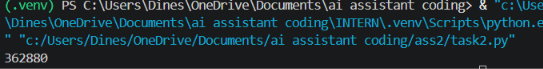 (.venv) PS C:\Users\Dines\OneDrive\Documents\ai assistant coding> & "c:\Use
\Dines\OneDrive\Documents\ai assistant coding\INTERN\.venv\Scripts\python.e
" "c:/Users/Dines/OneDrive/Documents/ai assistant coding/ass2/task2.py"
362880